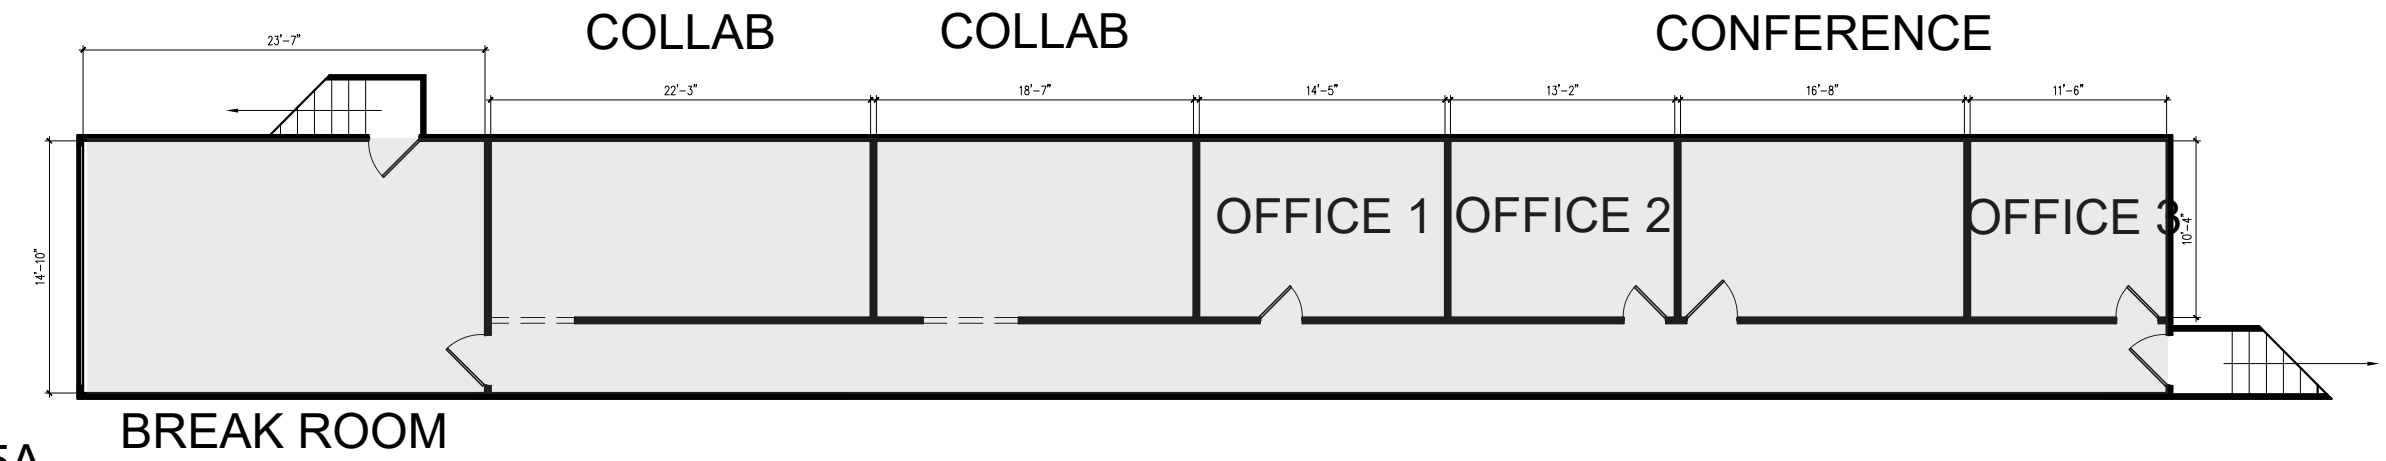 COLLAB
COLLAB
CONFERENCE
23'-7"
22'-3"
18'-7"
14'-5"
13'-2"
16'-8"
11'-6"
OFFICE 1
OFFICE 2
OFFICE 3
10'-4"
14'-10"
BREAK ROOM